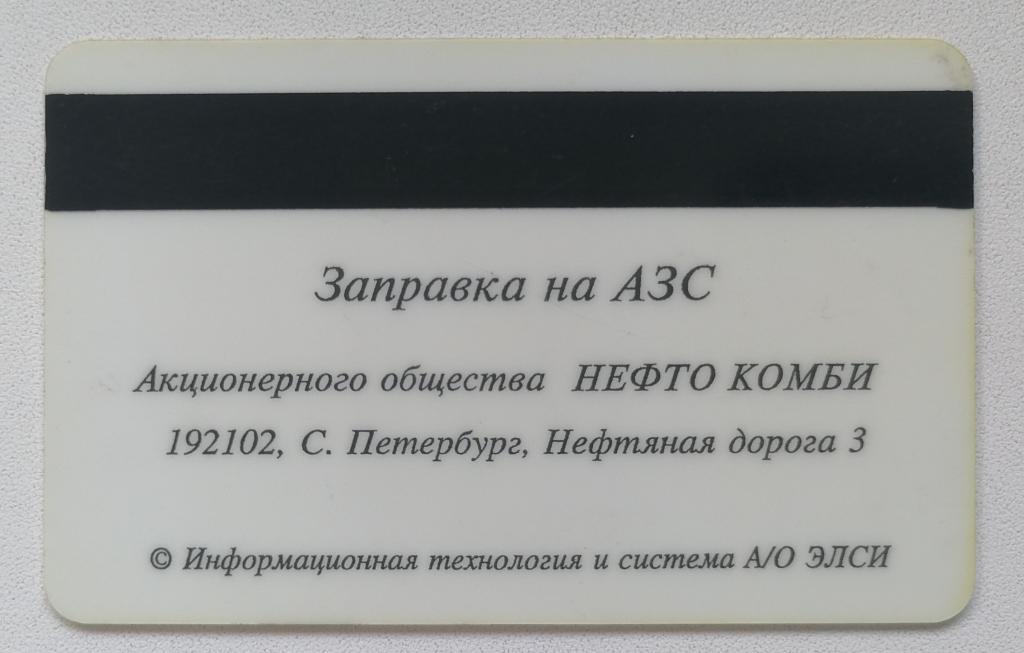 Заправка на АЗС
Акционерного общества НЕФТО КОМБИ
192102, С. Петербург, Нефтяная дорога 3
© Информационная технология и система А/О ЭЛСИ